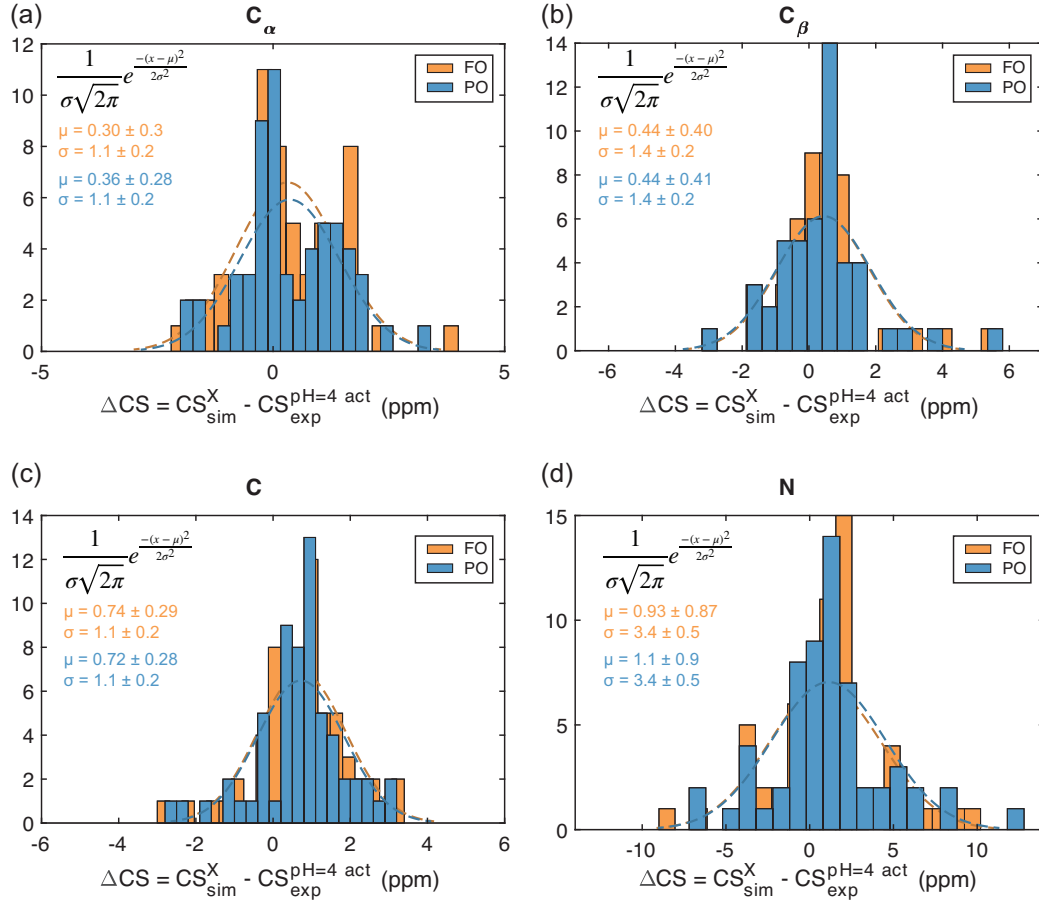 (a)
C_α
12
10
8
6
4
2
0
-5
0
5
1/(σ√2π) e^(-(x-μ)²/2σ²)
μ = 0.30 ± 0.3
σ = 1.1 ± 0.2
μ = 0.36 ± 0.28
σ = 1.1 ± 0.2
FO
PO
ΔCS = CS_sim^X - CS_exp^pH=4 act (ppm)
(b)
C_β
14
12
10
8
6
4
2
0
-6
-4
-2
0
2
4
6
1/(σ√2π) e^(-(x-μ)²/2σ²)
μ = 0.44 ± 0.40
σ = 1.4 ± 0.2
μ = 0.44 ± 0.41
σ = 1.4 ± 0.2
FO
PO
ΔCS = CS_sim^X - CS_exp^pH=4 act (ppm)
(c)
C
14
12
10
8
6
4
2
0
-6
-4
-2
0
2
4
6
1/(σ√2π) e^(-(x-μ)²/2σ²)
μ = 0.74 ± 0.29
σ = 1.1 ± 0.2
μ = 0.72 ± 0.28
σ = 1.1 ± 0.2
FO
PO
ΔCS = CS_sim^X - CS_exp^pH=4 act (ppm)
(d)
N
15
10
5
0
-10
-5
0
5
10
1/(σ√2π) e^(-(x-μ)²/2σ²)
μ = 0.93 ± 0.87
σ = 3.4 ± 0.5
μ = 1.1 ± 0.9
σ = 3.4 ± 0.5
FO
PO
ΔCS = CS_sim^X - CS_exp^pH=4 act (ppm)